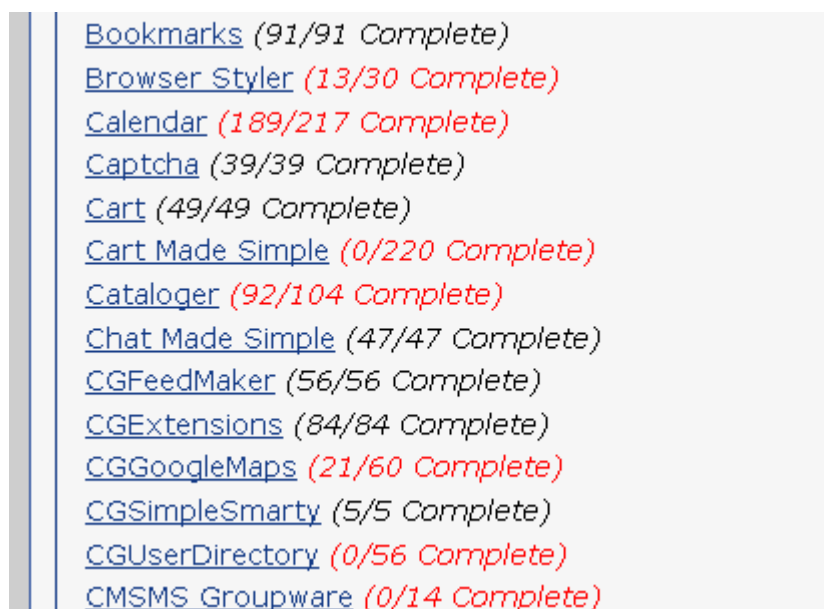 Bookmarks (91/91 Complete)
Browser Styler (13/30 Complete)
Calendar (189/217 Complete)
Captcha (39/39 Complete)
Cart (49/49 Complete)
Cart Made Simple (0/220 Complete)
Cataloger (92/104 Complete)
Chat Made Simple (47/47 Complete)
CGFeedMaker (56/56 Complete)
CGExtensions (84/84 Complete)
CGGoogleMaps (21/60 Complete)
CGSimpleSmarty (5/5 Complete)
CGUserDirectory (0/56 Complete)
CMSMS Groupware (0/14 Complete)